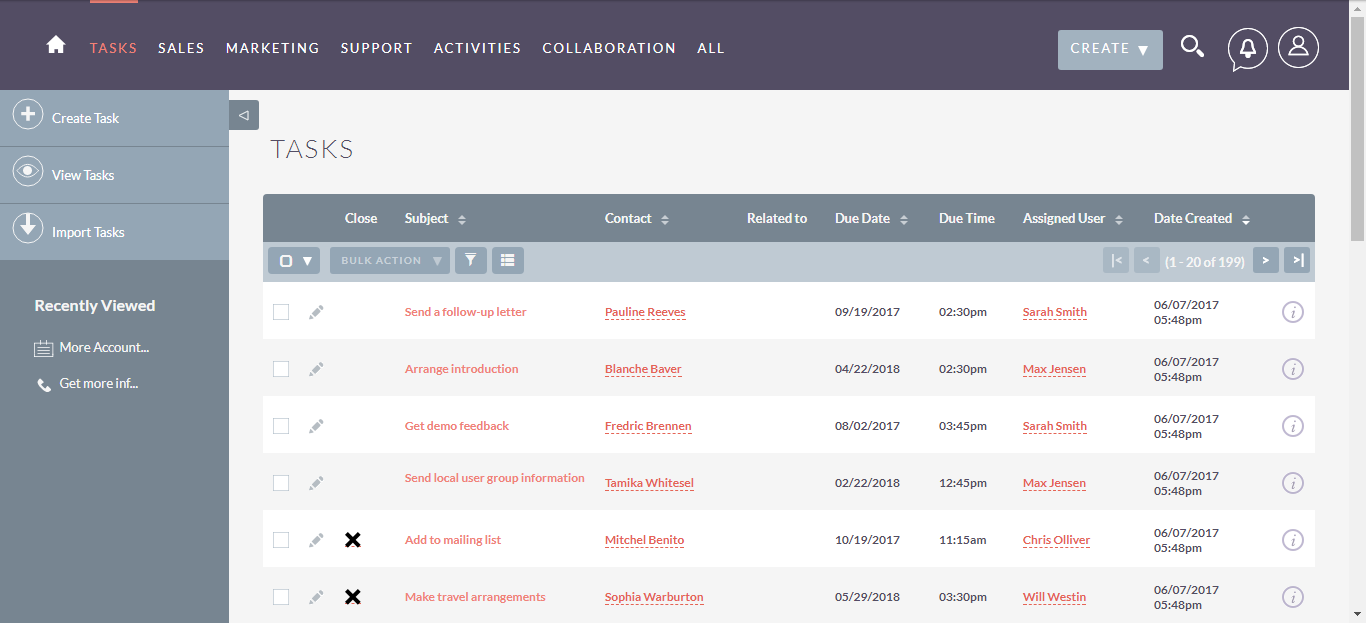 TASKS SALES MARKETING SUPPORT ACTIVITIES COLLABORATION ALL CREATE
Create Task
View Tasks
Import Tasks
Recently Viewed
More Account...
Get more inf...
TASKS
Close Subject Contact Related to Due Date Due Time Assigned User Date Created
BULK ACTION (1 - 20 of 199)
Send a follow-up letter Pauline Reeves 09/19/2017 02:30pm Sarah Smith 06/07/2017
05:48pm
Arrange introduction Blanche Baver 04/22/2018 02:30pm Max Jensen 06/07/2017
05:48pm
Get demo feedback Fredric Brennen 08/02/2017 03:45pm Sarah Smith 06/07/2017
05:48pm
Send local user group information Tamika Whitesel 02/22/2018 12:45pm Max Jensen 06/07/2017
05:48pm
Add to mailing list Mitchel Benito 10/19/2017 11:15am Chris Olliver 06/07/2017
05:48pm
Make travel arrangements Sophia Warburton 05/29/2018 03:30pm Will Westin 06/07/2017
05:48pm